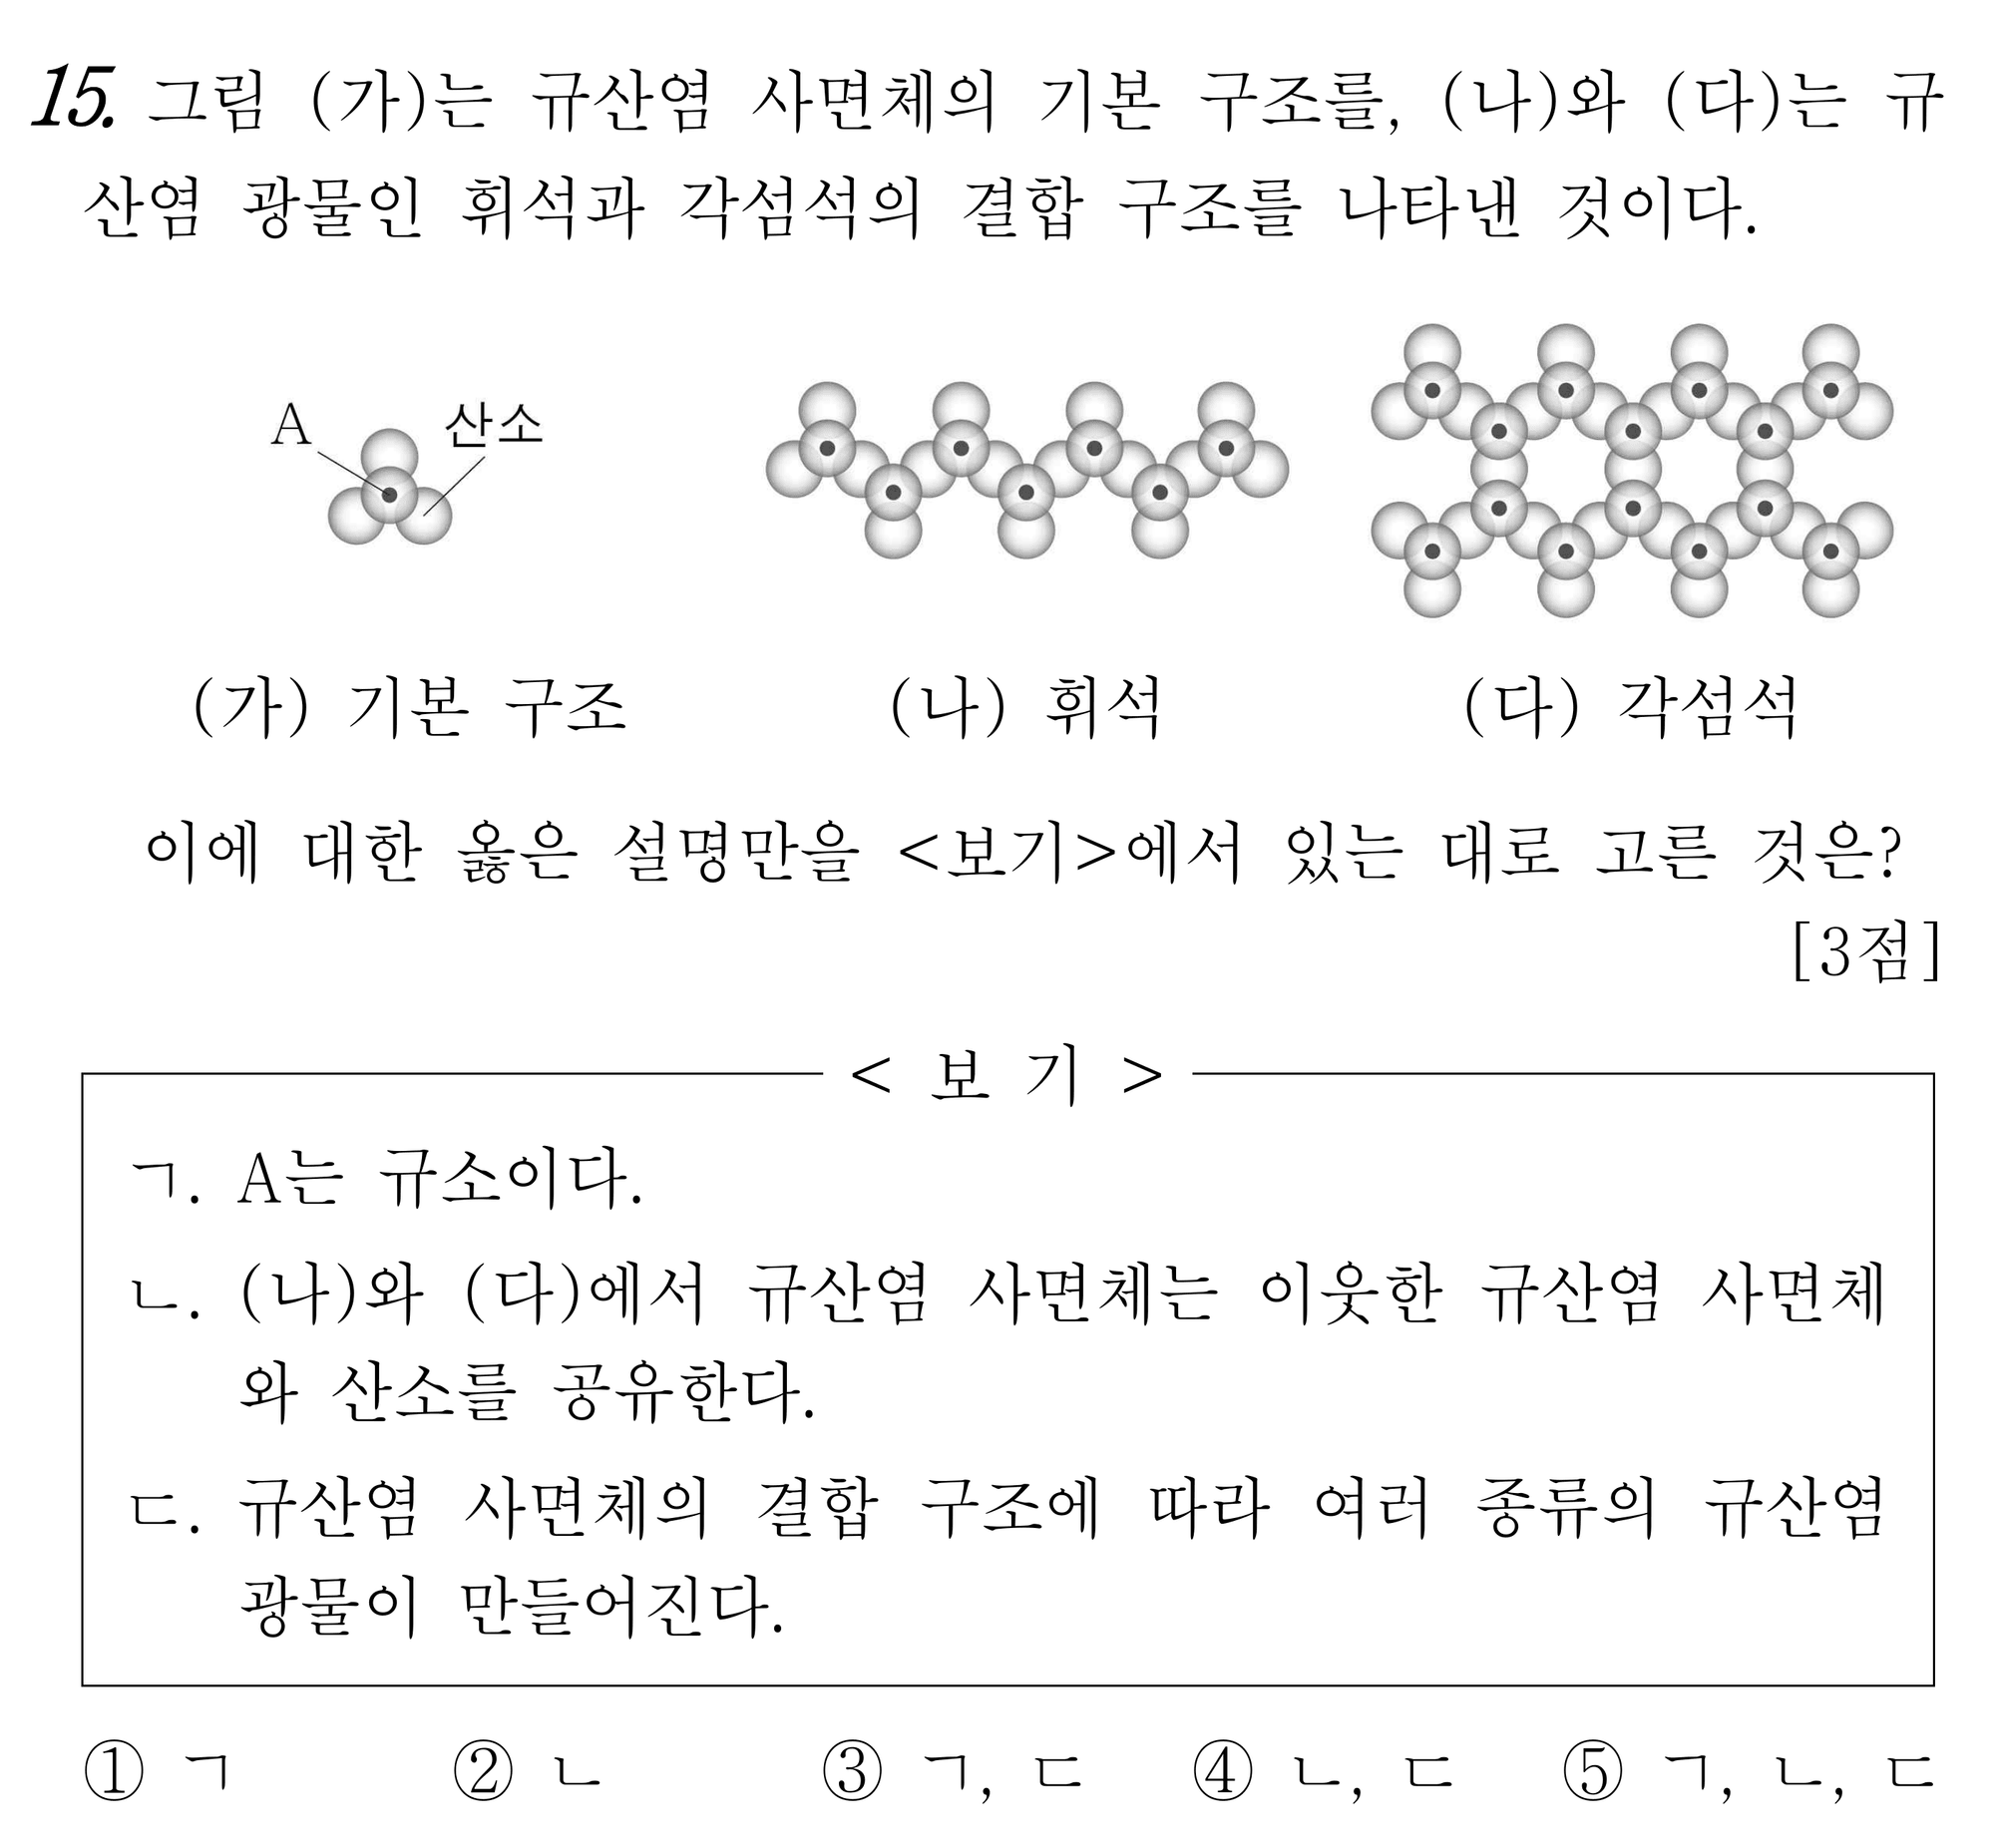 15. 그림 (가)는 규산염 사면체의 기본 구조를, (나)와 (다)는 규
산염 광물인 휘석과 각섬석의 결합 구조를 나타낸 것이다.
A 산소
(가) 기본 구조 (나) 휘석 (다) 각섬석
이에 대한 옳은 설명만을 <보기>에서 있는 대로 고른 것은?
[3점]
< 보 기 >
ㄱ. A는 규소이다.
ㄴ. (나)와 (다)에서 규산염 사면체는 이웃한 규산염 사면체
와 산소를 공유한다.
ㄷ. 규산염 사면체의 결합 구조에 따라 여러 종류의 규산염
광물이 만들어진다.
① ㄱ ② ㄴ ③ ㄱ, ㄷ ④ ㄴ, ㄷ ⑤ ㄱ, ㄴ, ㄷ